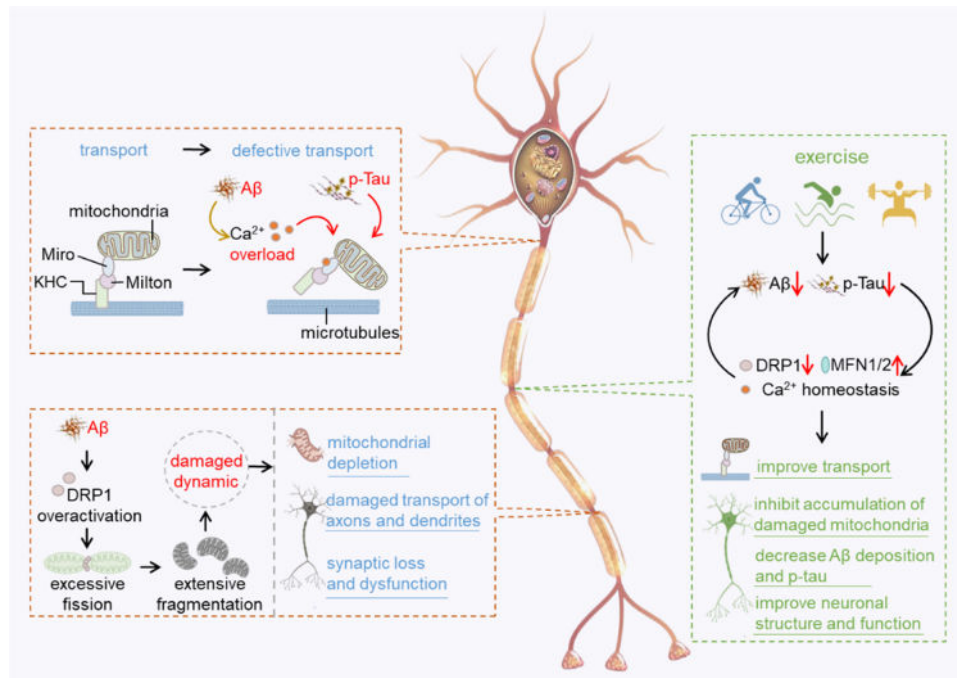 transport
defective transport
Aβ
p-Tau
mitochondria
Ca²⁺
overload
Miro
KHC
Milton
microtubules
Aβ
DRP1
overactivation
excessive
fission
extensive
fragmentation
damaged
dynamic
mitochondrial
depletion
damaged transport of
axons and dendrites
synaptic loss
and dysfunction
exercise
Aβ
p-Tau
DRP1
MFN1/2
Ca²⁺ homeostasis
improve transport
inhibit accumulation of
damaged mitochondria
decrease Aβ deposition
and p-tau
improve neuronal
structure and function